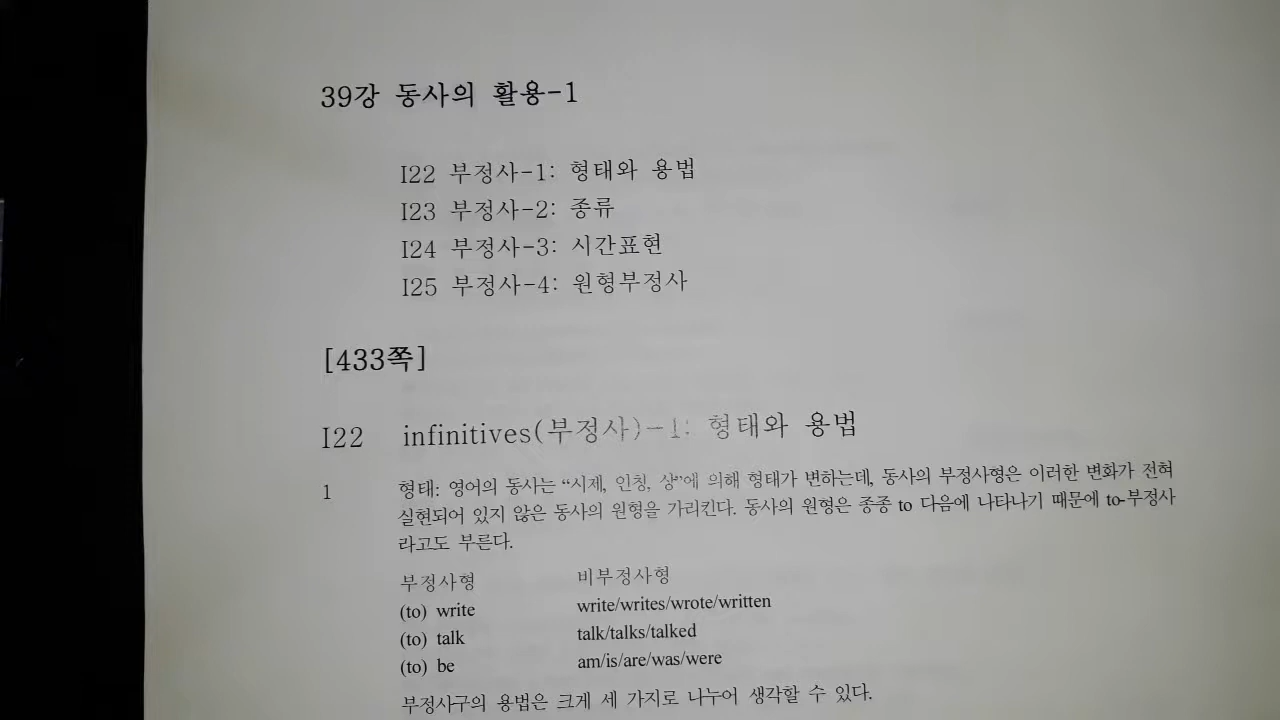 39강 동사의 활용-1
I22 부정사-1: 형태와 용법
I23 부정사-2: 종류
I24 부정사-3: 시간표현
I25 부정사-4: 원형부정사
[433쪽]
I22 infinitives(부정사)-1: 형태와 용법
1 형태: 영어의 동사는 “시제, 인칭, 상”에 의해 형태가 변하는데, 동사의 부정사형은 이러한 변화가 전혀
실현되어 있지 않은 동사의 원형을 가리킨다. 동사의 원형은 종종 to 다음에 나타나기 때문에 to-부정사
라고도 부른다.
부정사형 비부정사형
(to) write write/writes/wrote/written
(to) talk talk/talks/talked
(to) be am/is/are/was/were
부정사구의 용법은 크게 세 가지로 나누어 생각할 수 있다.